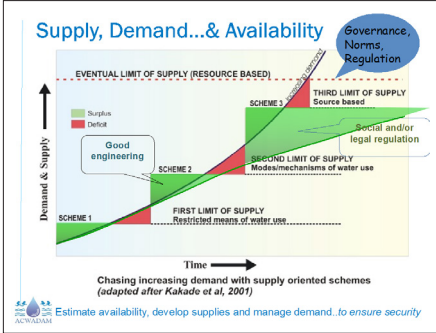 Supply, Demand...& Availability
Governance,
Norms,
Regulation
EVENTUAL LIMIT OF SUPPLY (RESOURCE BASED)
Increasing demand
THIRD LIMIT OF SUPPLY
Source based
SCHEME 3
Surplus
Deficit
Good
engineering
Social and/or
legal regulation
SCHEME 2
SECOND LIMIT OF SUPPLY
Modes/mechanisms of water use
SCHEME 1
FIRST LIMIT OF SUPPLY
Restricted means of water use
Demand & Supply
Time
Chasing increasing demand with supply oriented schemes
(adapted after Kakade et al, 2001)
ACWADAM
Estimate availability, develop supplies and manage demand..to ensure security